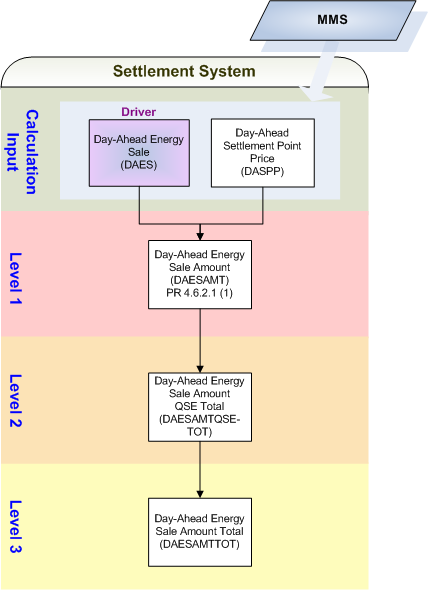 MMS
Settlement System
Calculation
Input
Driver
Day-Ahead Energy
Sale
(DAES)
Day-Ahead
Settlement Point
Price
(DASPP)
Level 1
Day-Ahead Energy
Sale Amount
(DAESAMT)
PR 4.6.2.1 (1)
Level 2
Day-Ahead Energy
Sale Amount
QSE Total
(DAESAMTQSE-
TOT)
Level 3
Day-Ahead Energy
Sale Amount Total
(DAESAMTTOT)